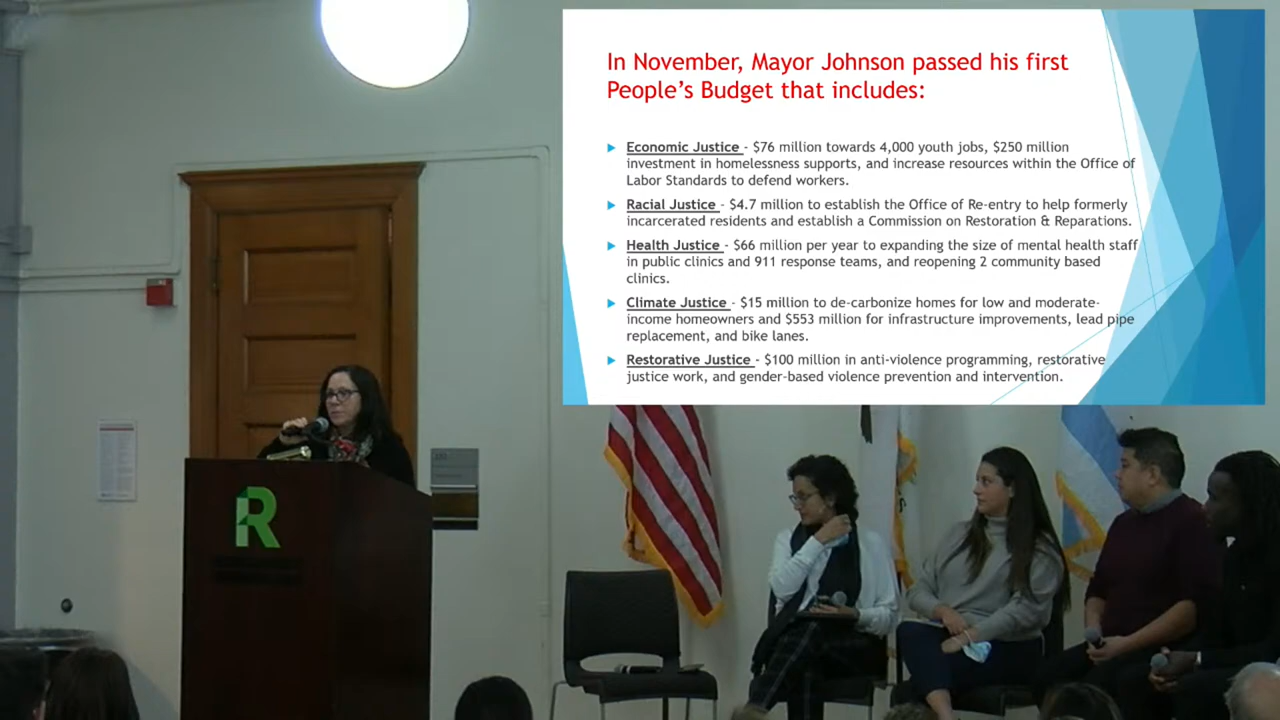 In November, Mayor Johnson passed his first
People's Budget that includes:
Economic Justice - $76 million towards 4,000 youth jobs, $250 million
investment in homelessness supports, and increase resources within the Office of
Labor Standards to defend workers.
Racial Justice - $4.7 million to establish the Office of Re-entry to help formerly
incarcerated residents and establish a Commission on Restoration & Reparations.
Health Justice - $66 million per year to expanding the size of mental health staff
in public clinics and 911 response teams, and reopening 2 community based
clinics.
Climate Justice - $15 million to de-carbonize homes for low and moderate-
income homeowners and $553 million for infrastructure improvements, lead pipe
replacement, and bike lanes.
Restorative Justice - $100 million in anti-violence programming, restorative
justice work, and gender-based violence prevention and intervention.
R